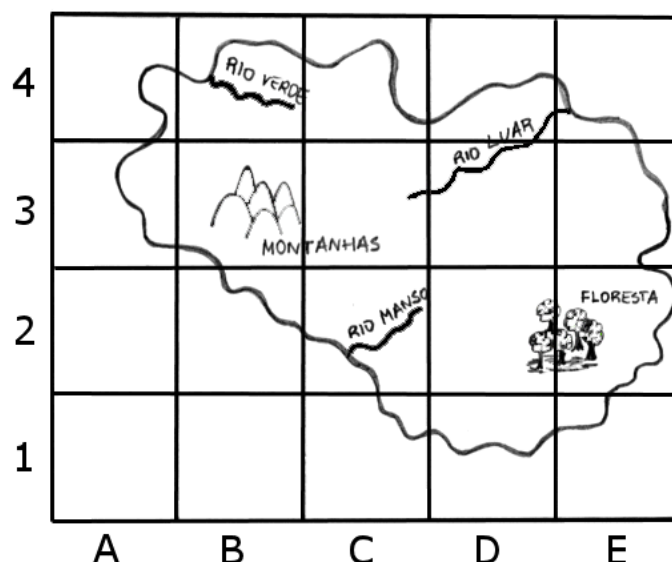 4
RIO VERDE
RIO LUAR
3
MONTANHAS
2
RIO MANSO
FLORESTA
1
A B C D E